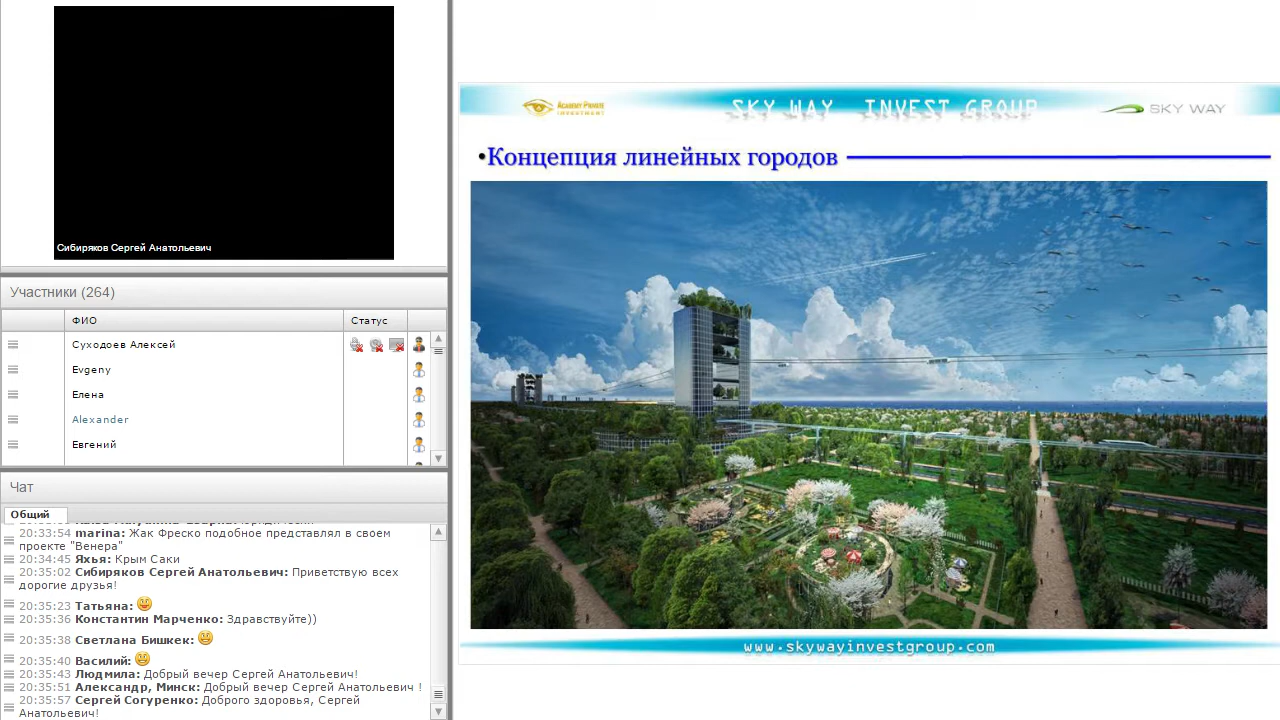 Сибиряков Сергей Анатольевич
Участники (264)
ФИО
Статус
Суходоев Алексей
Evgeny
Елена
Alexander
Евгений
Чат
Общий
20:33:54 marina: Жак Фреско подобное представлял в своем
проекте "Венера"
20:34:45 Яхья: Крым Саки
20:35:02 Сибиряков Сергей Анатольевич: Приветствую всех
дорогие друзья!
20:35:23 Татьяна:
20:35:36 Константин Марченко: Здравствуйте))
20:35:38 Светлана Бишкек:
20:35:40 Василий:
20:35:43 Людмила: Добрый вечер Сергей Анатольевич!
20:35:51 Александр, Минск: Добрый вечер Сергей Анатольевич !
20:35:57 Сергей Согуренко: Доброго здоровья, Сергей
Анатольевич!
ACADEMY PRIVATE
INVESTMENT
SKY WAY INVEST GROUP
SKY WAY
•Концепция линейных городов
www.skywayinvestgroup.com